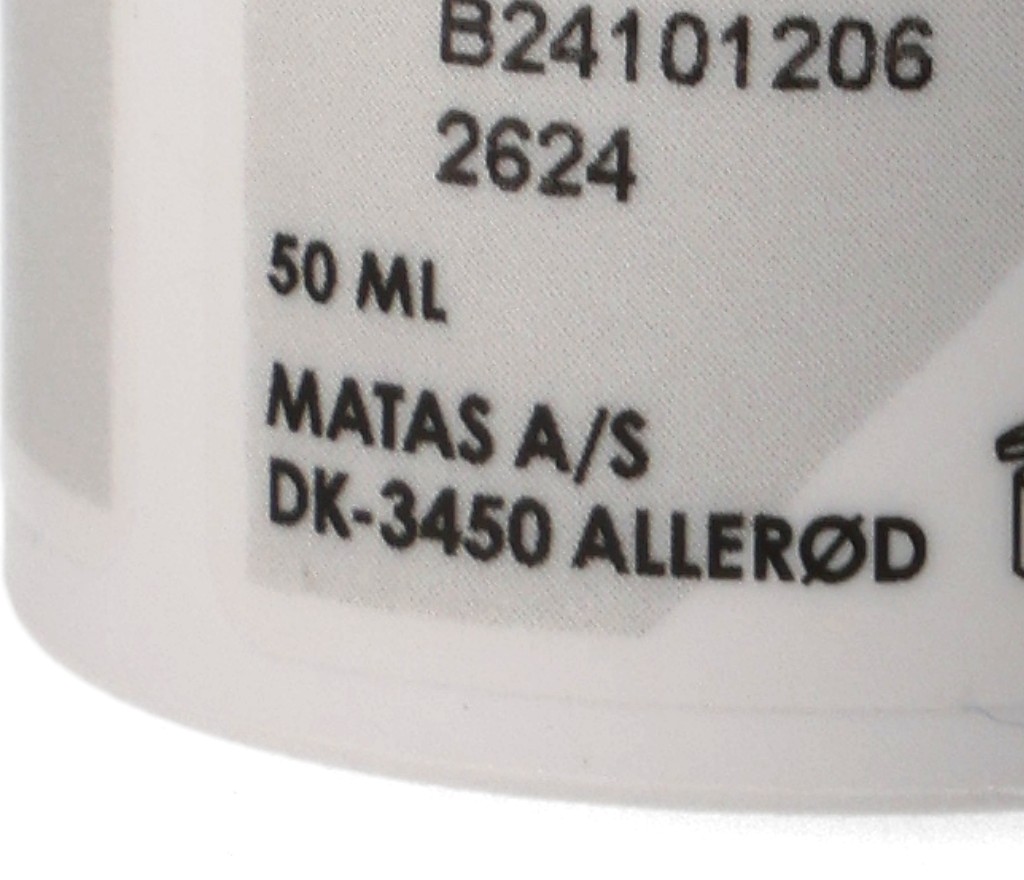 B24101206
2624
50 ML
MATAS A/S
DK-3450 ALLERØD